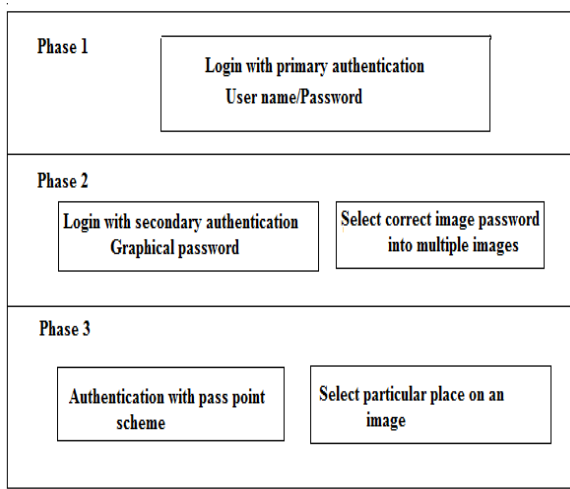 Phase 1
Login with primary authentication
User name/Password
Phase 2
Login with secondary authentication
Graphical password
Select correct image password
into multiple images
Phase 3
Authentication with pass point
scheme
Select particular place on an
image